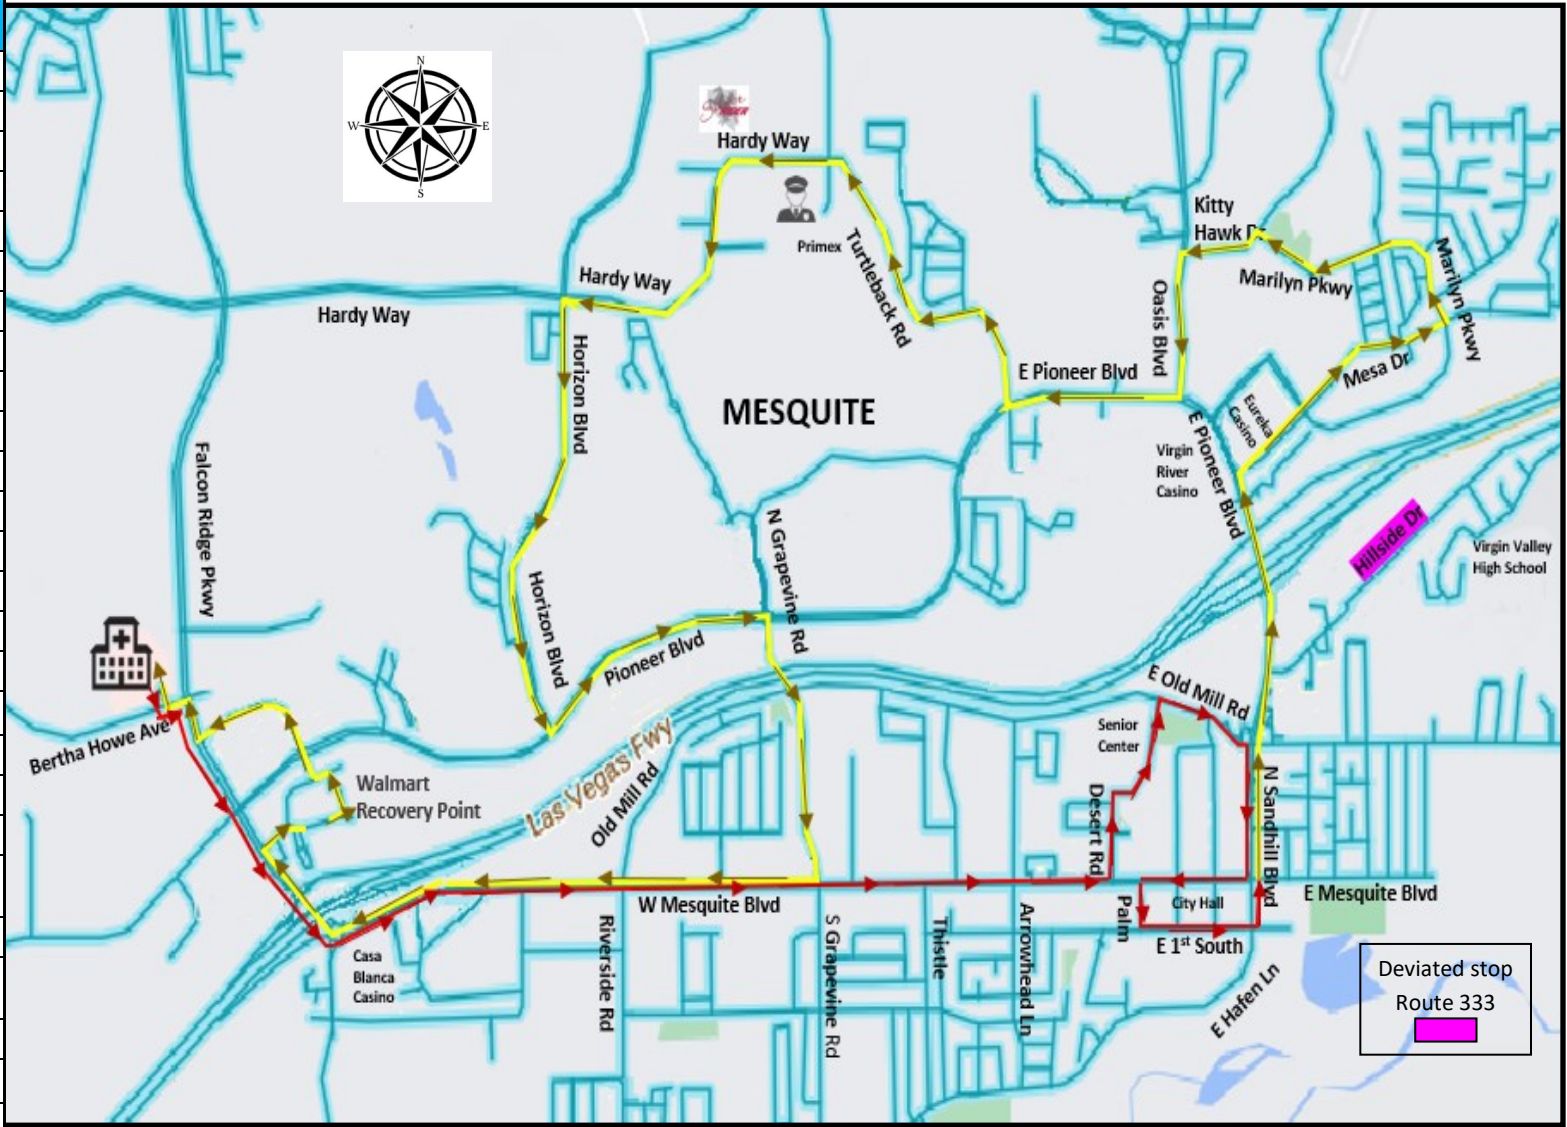 N
W
E
S
Hardy Way
Primex
Turtleback Rd
Kitty
Hawk
Marilyn Pkwy
Marilyn Pkwy
Hardy Way
Hardy Way
Horizon Blvd
Oasis Blvd
E Pioneer Blvd
Mesa Dr
MESQUITE
Eureka
Casino
Virgin
River
Casino
E Pioneer Blvd
Falcon Ridge Pkwy
N Grapevine Rd
Hillside Dr
Virgin Valley
High School
Horizon Blvd
Pioneer Blvd
Bertha Howe Ave
E Old Mill Rd
Senior
Center
Las Vegas Fwy
Old Mill Rd
Walmart
Recovery Point
Desert Rd
N Sandhill Blvd
W Mesquite Blvd
City Hall
E Mesquite Blvd
Palm
E 1st South
Casa
Blanca
Casino
Riverside Rd
S Grapevine Rd
Thistle
Arrowhead Ln
E Hafen Ln
Deviated stop
Route 333